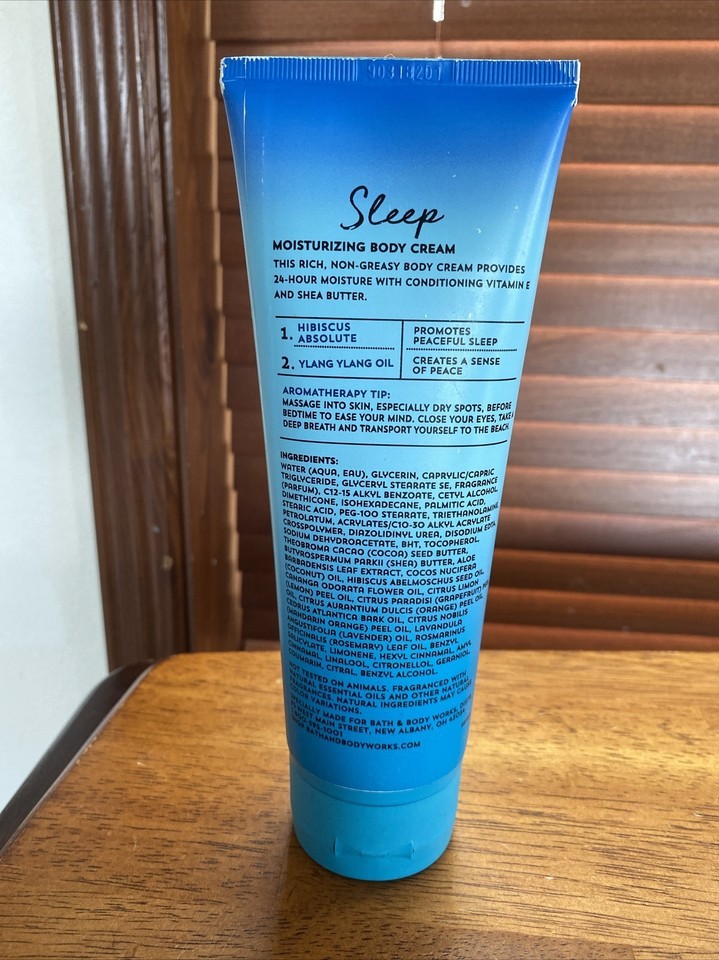 Sleep
MOISTURIZING BODY CREAM
THIS RICH, NON-GREASY BODY CREAM PROVIDES
24-HOUR MOISTURE WITH CONDITIONING VITAMIN E
AND SHEA BUTTER.
1. HIBISCUS ABSOLUTE PROMOTES PEACEFUL SLEEP
2. YLANG YLANG OIL CREATES A SENSE OF PEACE
AROMATHERAPY TIP:
MASSAGE INTO SKIN, ESPECIALLY DRY SPOTS, BEFORE
BEDTIME TO EASE YOUR MIND. CLOSE YOUR EYES, TAKE A
DEEP BREATH AND TRANSPORT YOURSELF TO THE BEACH.
INGREDIENTS:
WATER (AQUA, EAU), GLYCERIN, CAPRYLIC/CAPRIC
TRIGLYCERIDE, GLYCERYL STEARATE SE, FRAGRANCE
(PARFUM), C12-15 ALKYL BENZOATE, CETYL ALCOHOL,
DIMETHICONE, ISOHEXADECANE, PALMITIC ACID,
STEARIC ACID, PEG-100 STEARATE, TRIETHANOLAMINE,
PETROLATUM, ACRYLATES/C10-30 ALKYL ACRYLATE
CROSSPOLYMER, DIAZOLIDINYL UREA, DISODIUM EDTA,
SODIUM DEHYDROACETATE, BHT, TOCOPHEROL,
THEOBROMA CACAO (COCOA) SEED BUTTER,
BUTYROSPERMUM PARKII (SHEA) BUTTER, ALOE
BARBADENSIS LEAF EXTRACT, COCOS NUCIFERA
(COCONUT) OIL, HIBISCUS ABELMOSCHUS SEED OIL,
CANANGA ODORATA FLOWER OIL, CITRUS LIMON
(LEMON) PEEL OIL, CITRUS PARADISI (GRAPEFRUIT)
OIL, CITRUS AURANTIUM DULCIS (ORANGE) PEEL OIL,
CEDRUS ATLANTICA BARK OIL, CITRUS NOBILIS
(MANDARIN ORANGE) PEEL OIL, LAVANDULA
ANGUSTIFOLIA (LAVENDER) OIL, ROSMARINUS
OFFICINALIS (ROSEMARY) LEAF OIL, BENZYL
SALICYLATE, LIMONENE, HEXYL CINNAMAL, AMYL
CINNAMAL, LINALOOL, CITRONELLOL, GERANIOL,
COUMARIN, CITRAL, BENZYL ALCOHOL.
NOT TESTED ON ANIMALS. FRAGRANCED WITH
NATURAL ESSENTIAL OILS AND OTHER NATURAL
FRAGRANCES. NATURAL INGREDIENTS MAY CAUSE
COLOR VARIATIONS.
SPECIALLY MADE FOR BATH & BODY WORKS,
MAIN STREET, NEW ALBANY, OH 43054
BATHANDBODYWORKS.COM